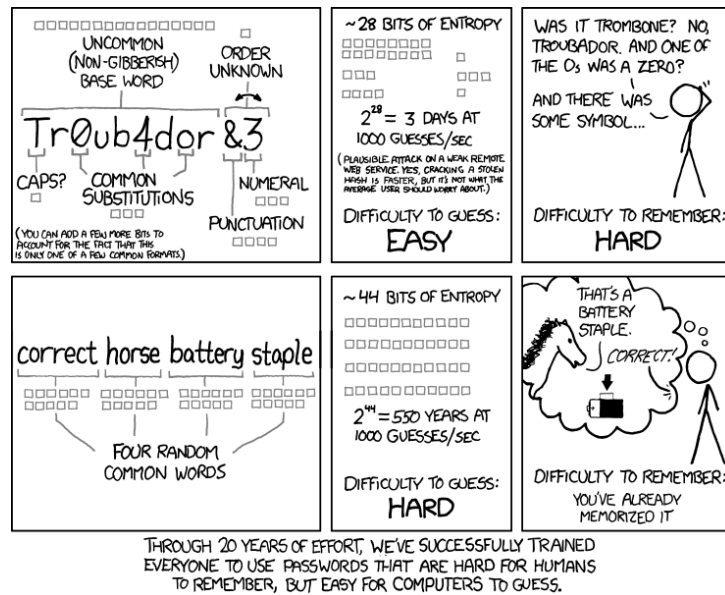 UNCOMMON
(NON-GIBBERISH)
BASE WORD
ORDER
UNKNOWN
Tr0ub4dor &3
CAPS?
COMMON
SUBSTITUTIONS
NUMERAL
PUNCTUATION
(YOU CAN ADD A FEW MORE BITS TO
ACCOUNT FOR THE FACT THAT THIS
IS ONLY ONE OF A FEW COMMON FORMATS.)
~28 BITS OF ENTROPY
2^28 = 3 DAYS AT
1000 GUESSES/SEC
(PLAUSIBLE ATTACK ON A WEAK REMOTE
WEB SERVICE. YES, CRACKING A STOLEN
HASH IS FASTER, BUT IT'S NOT WHAT THE
AVERAGE USER SHOULD WORRY ABOUT.)
DIFFICULTY TO GUESS:
EASY
WAS IT TROMBONE? NO,
TROUBADOR. AND ONE OF
THE Os WAS A ZERO?
AND THERE WAS
SOME SYMBOL...
DIFFICULTY TO REMEMBER:
HARD
correct horse battery staple
FOUR RANDOM
COMMON WORDS
~44 BITS OF ENTROPY
2^44 = 550 YEARS AT
1000 GUESSES/SEC
DIFFICULTY TO GUESS:
HARD
THAT'S A
BATTERY
STAPLE.
CORRECT!
DIFFICULTY TO REMEMBER:
YOU'VE ALREADY
MEMORIZED IT
THROUGH 20 YEARS OF EFFORT, WE'VE SUCCESSFULLY TRAINED
EVERYONE TO USE PASSWORDS THAT ARE HARD FOR HUMANS
TO REMEMBER, BUT EASY FOR COMPUTERS TO GUESS.